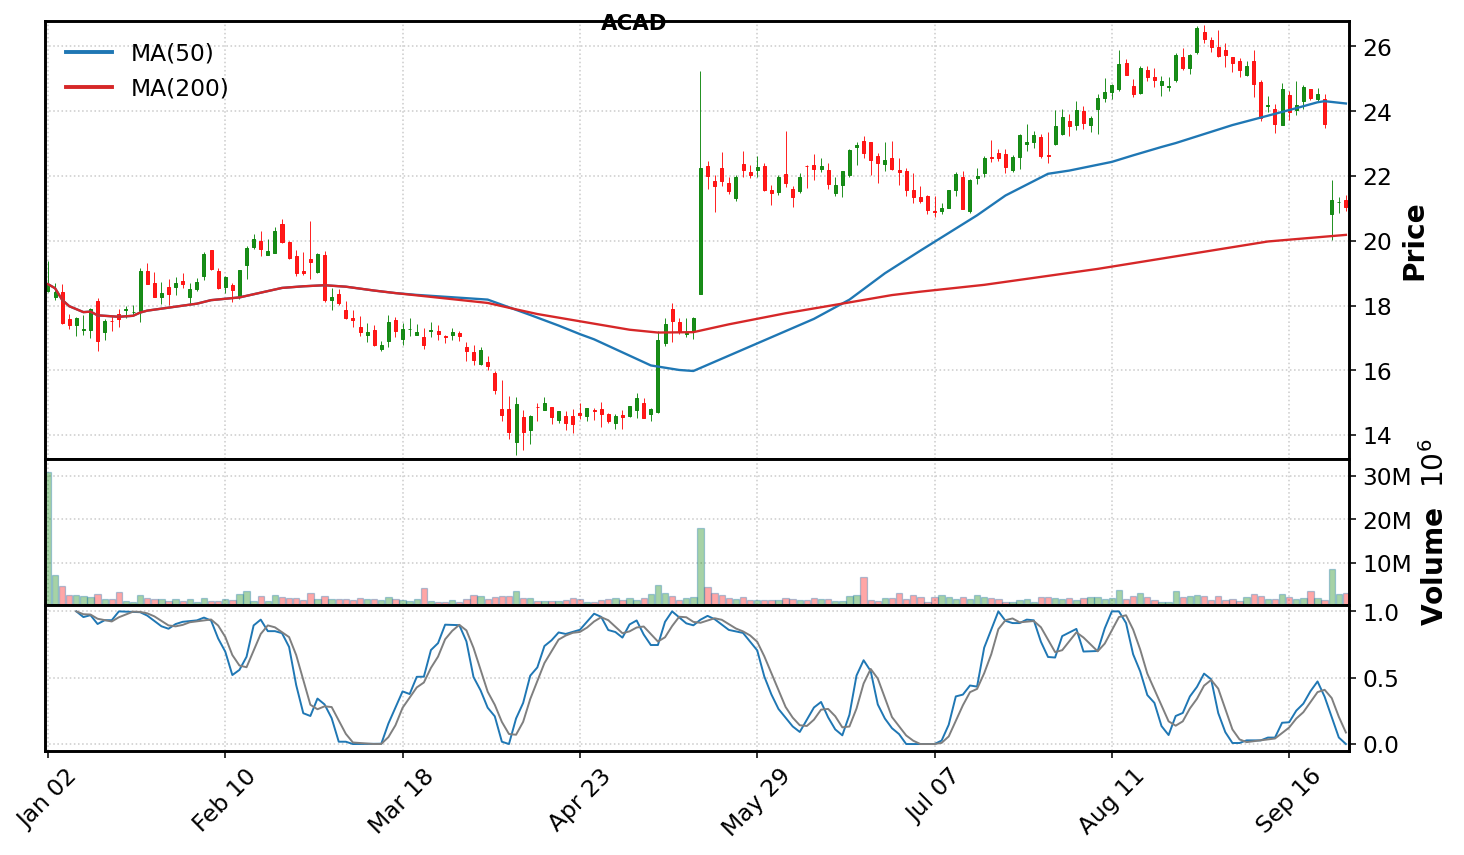 ACAD
MA(50)
MA(200)
26
24
22
20
18
16
14
Price
30M
20M
10M
Volume 10^6
1.0
0.5
0.0
Jan 02
Feb 10
Mar 18
Apr 23
May 29
Jul 07
Aug 11
Sep 16